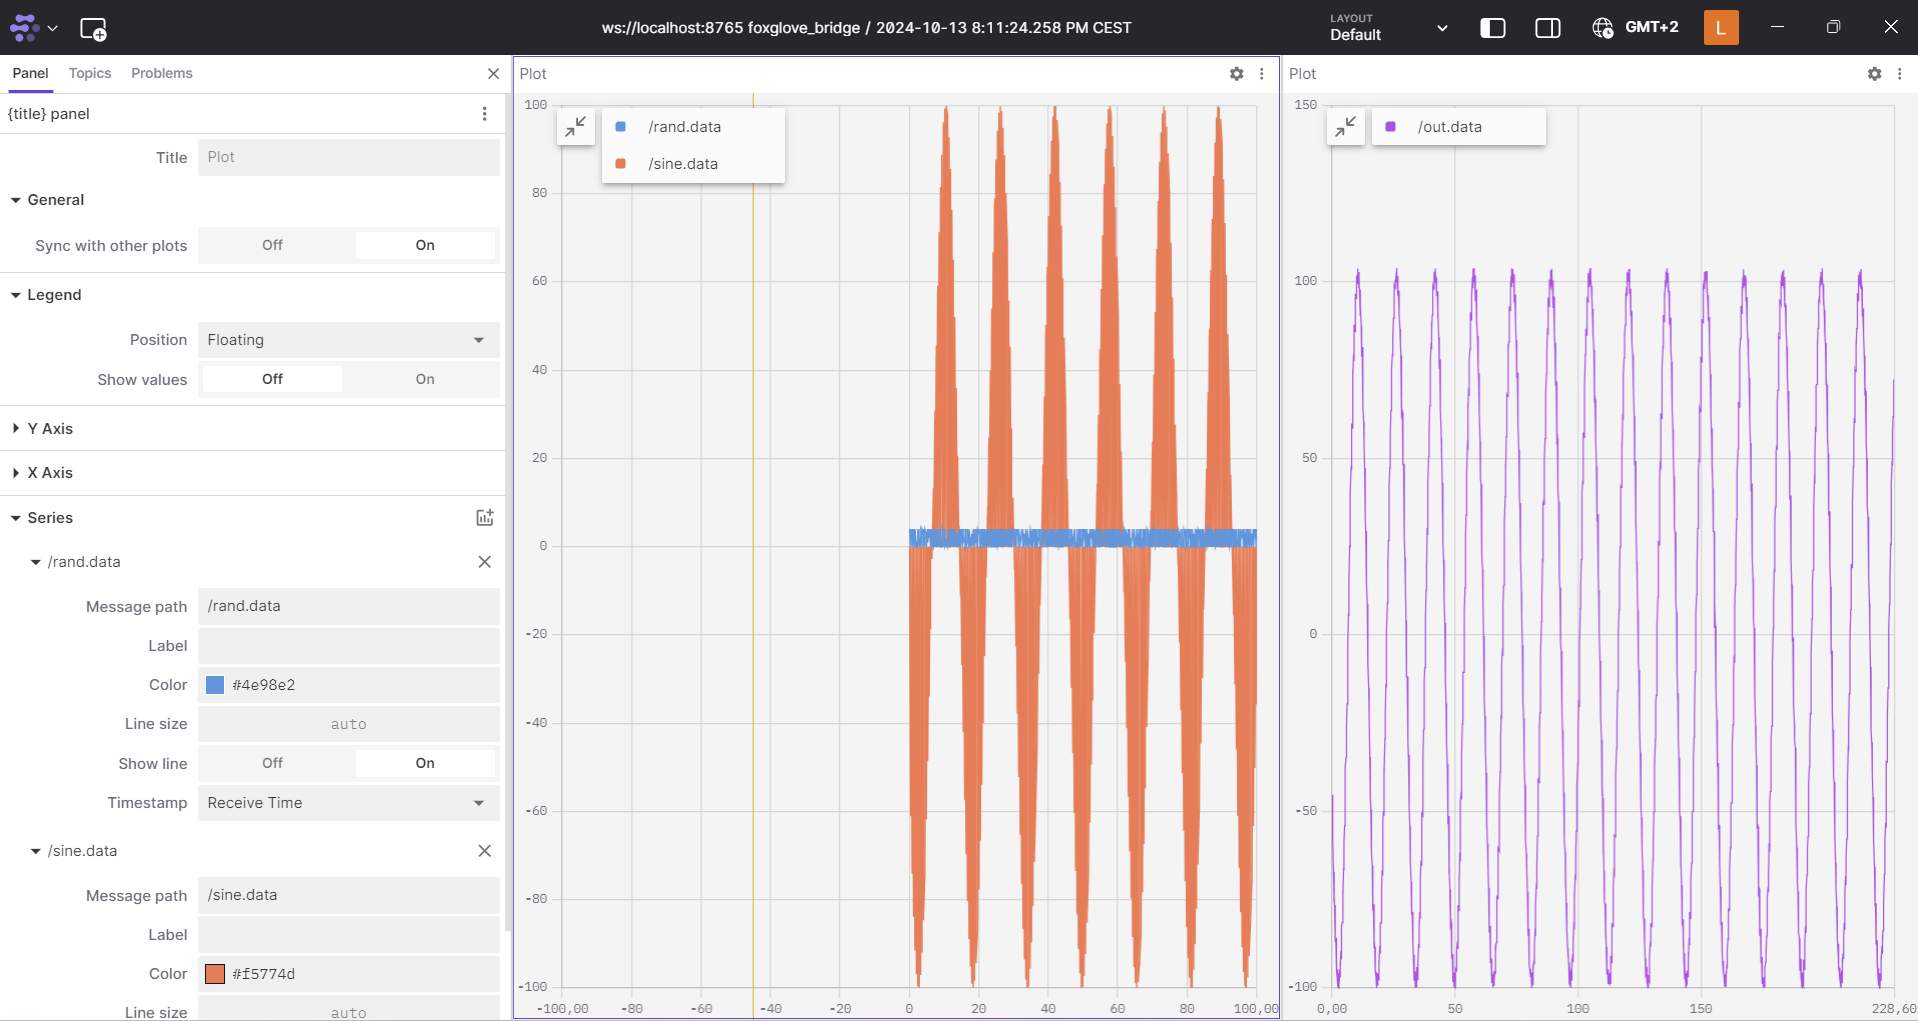 ws://localhost:8765 foxglove_bridge / 2024-10-13 8:11:24.258 PM CEST
LAYOUT
Default
GMT+2
L
Panel
Topics
Problems
{title} panel
Title
Plot
General
Sync with other plots
Off
On
Legend
Position
Floating
Show values
Off
On
Y Axis
X Axis
Series
/rand.data
Message path
/rand.data
Label
Color
#4e98e2
Line size
auto
Show line
Off
On
Timestamp
Receive Time
/sine.data
Message path
/sine.data
Label
Color
#f5774d
Line size
auto
Plot
/rand.data
/sine.data
100
80
60
40
20
0
-20
-40
-60
-80
-100
-100,00
-80
-60
-40
-20
0
20
40
60
80
100,00
Plot
/out.data
150
100
50
0
-50
-100
0,00
50
100
150
228,60